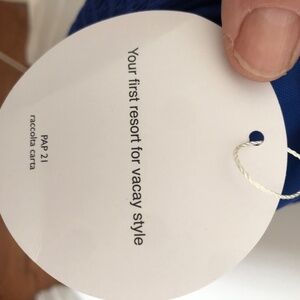 Your first resort for vacay style
PAP 21
raccolta carta